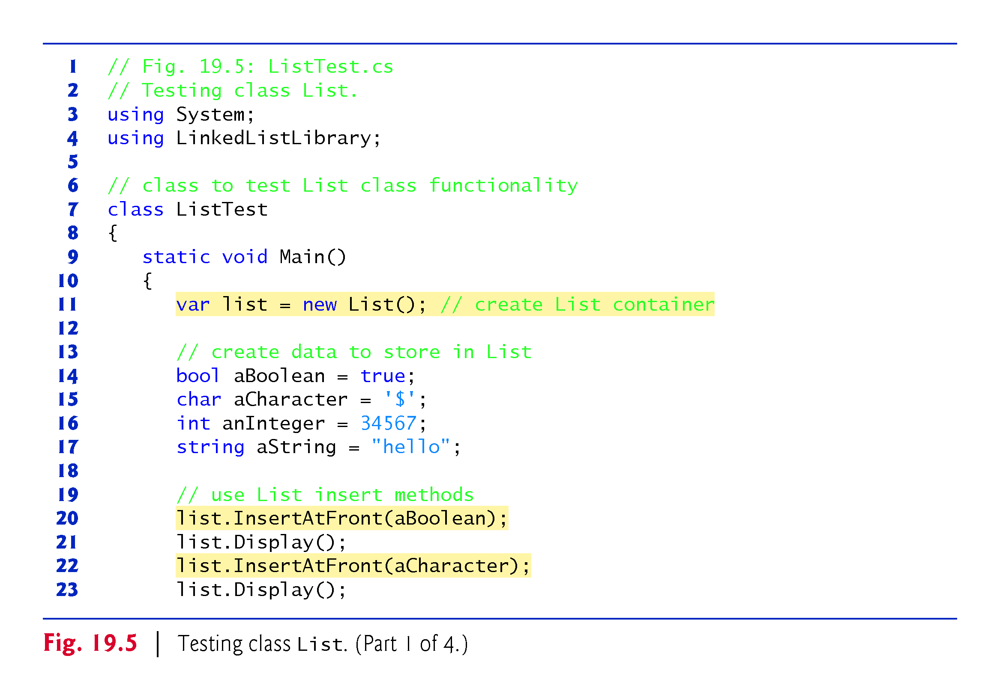 1 // Fig. 19.5: ListTest.cs
2 // Testing class List.
3 using System;
4 using LinkedListLibrary;
5
6 // class to test List class functionality
7 class ListTest
8 {
9    static void Main()
10    {
11       var list = new List(); // create List container
12
13       // create data to store in List
14       bool aBoolean = true;
15       char aCharacter = '$';
16       int anInteger = 34567;
17       string aString = "hello";
18
19       // use List insert methods
20       list.InsertAtFront(aBoolean);
21       list.Display();
22       list.InsertAtFront(aCharacter);
23       list.Display();
Fig. 19.5 | Testing class List. (Part 1 of 4.)